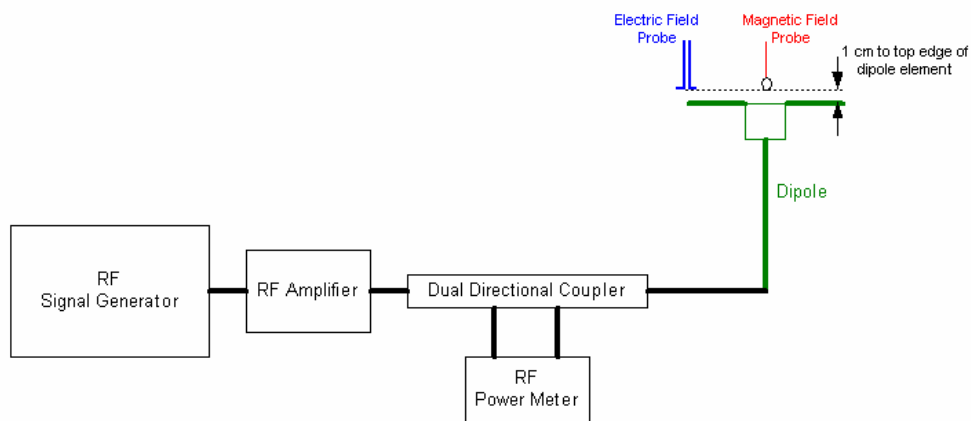 Electric Field
Probe
Magnetic Field
Probe
1 cm to top edge of
dipole element
Dipole
RF
Signal Generator
RF Amplifier
Dual Directional Coupler
RF
Power Meter